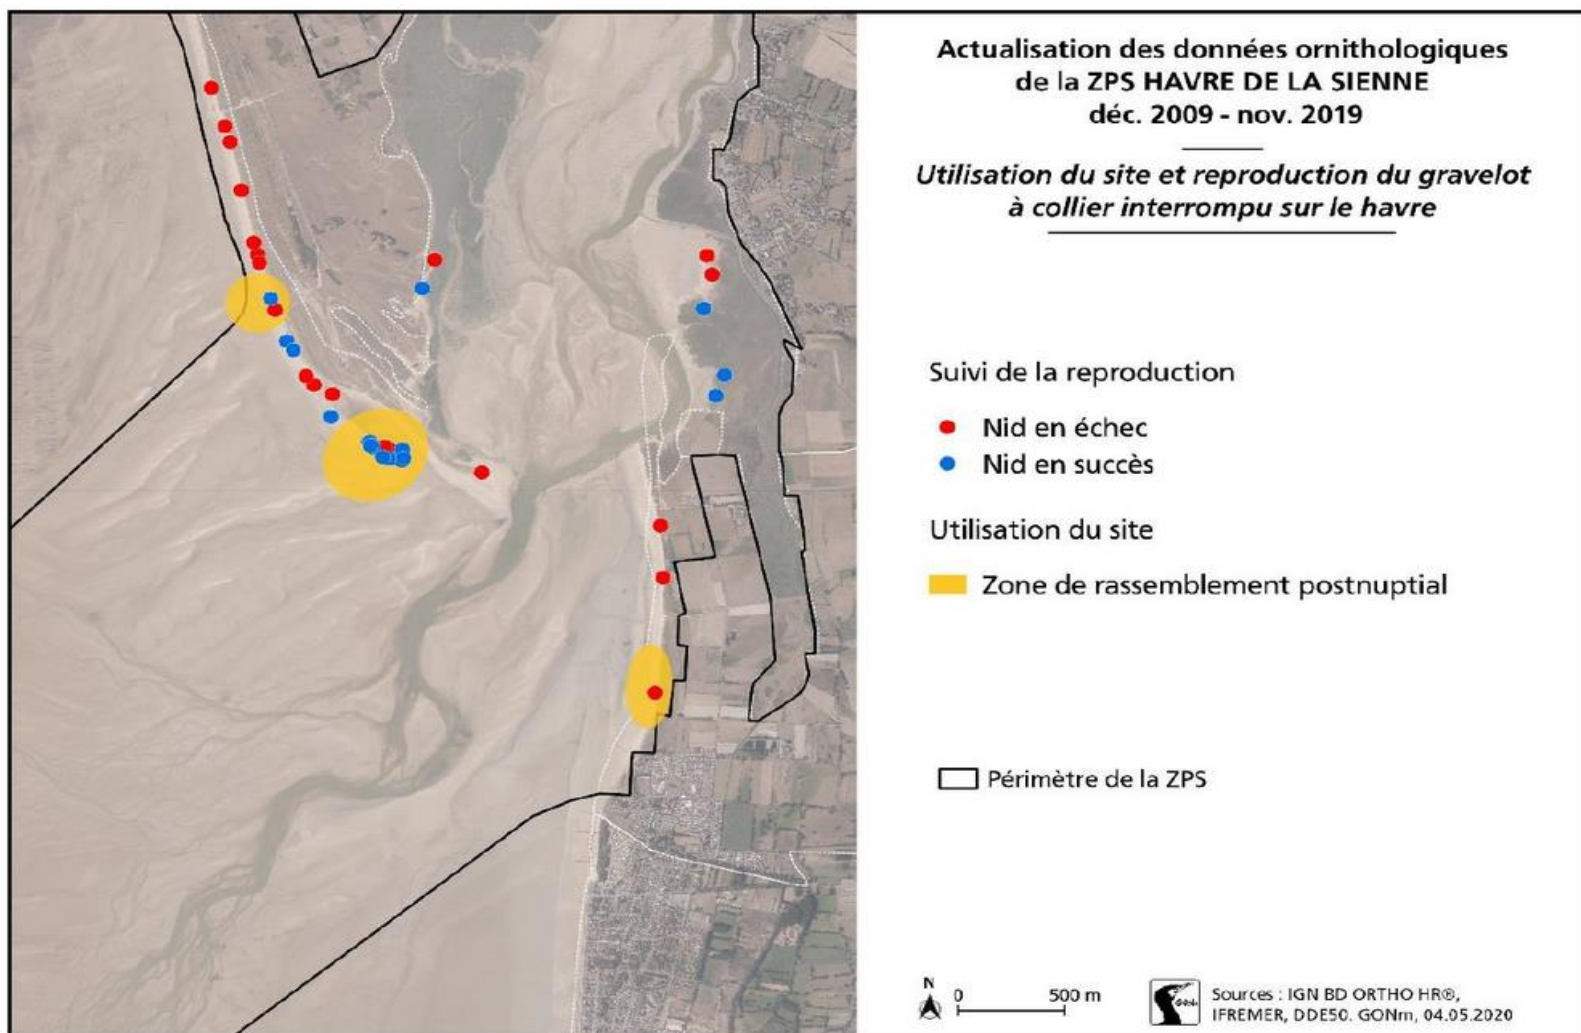 Actualisation des données ornithologiques
de la ZPS HAVRE DE LA SIENNE
déc. 2009 - nov. 2019
Utilisation du site et reproduction du gravelot
à collier interrompu sur le havre
Suivi de la reproduction
Nid en échec
Nid en succès
Utilisation du site
Zone de rassemblement postnuptial
Périmètre de la ZPS
N
0 500 m
Sources : IGN BD ORTHO HR®,
IFREMER, DDE50. GONm, 04.05.2020